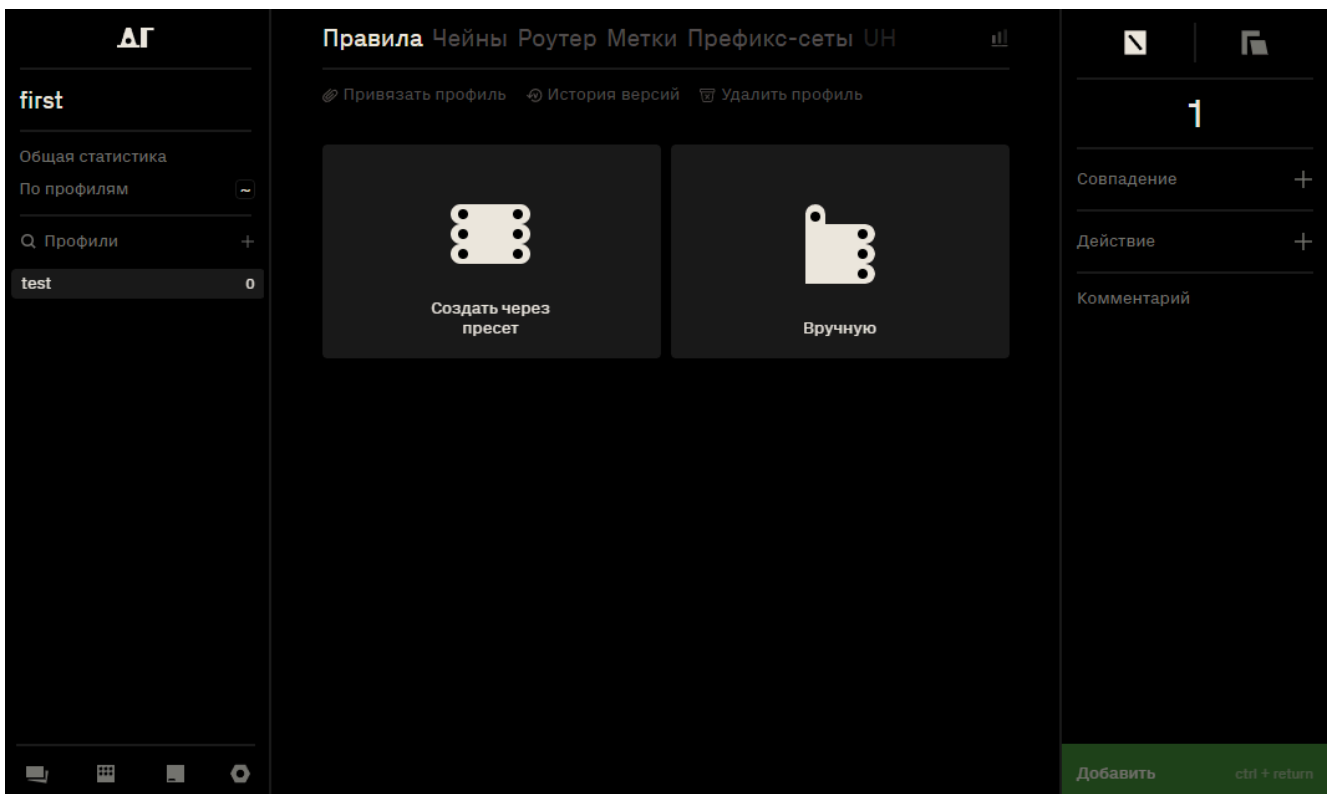 ДГ
first
Общая статистика
По профилям ~
Профили +
test 0
Правила Чейны Роутер Метки Префикс-сеты UH
Привязать профиль История версий Удалить профиль
Создать через
пресет
Вручную
1
Совпадение +
Действие +
Комментарий
Добавить ctrl + return